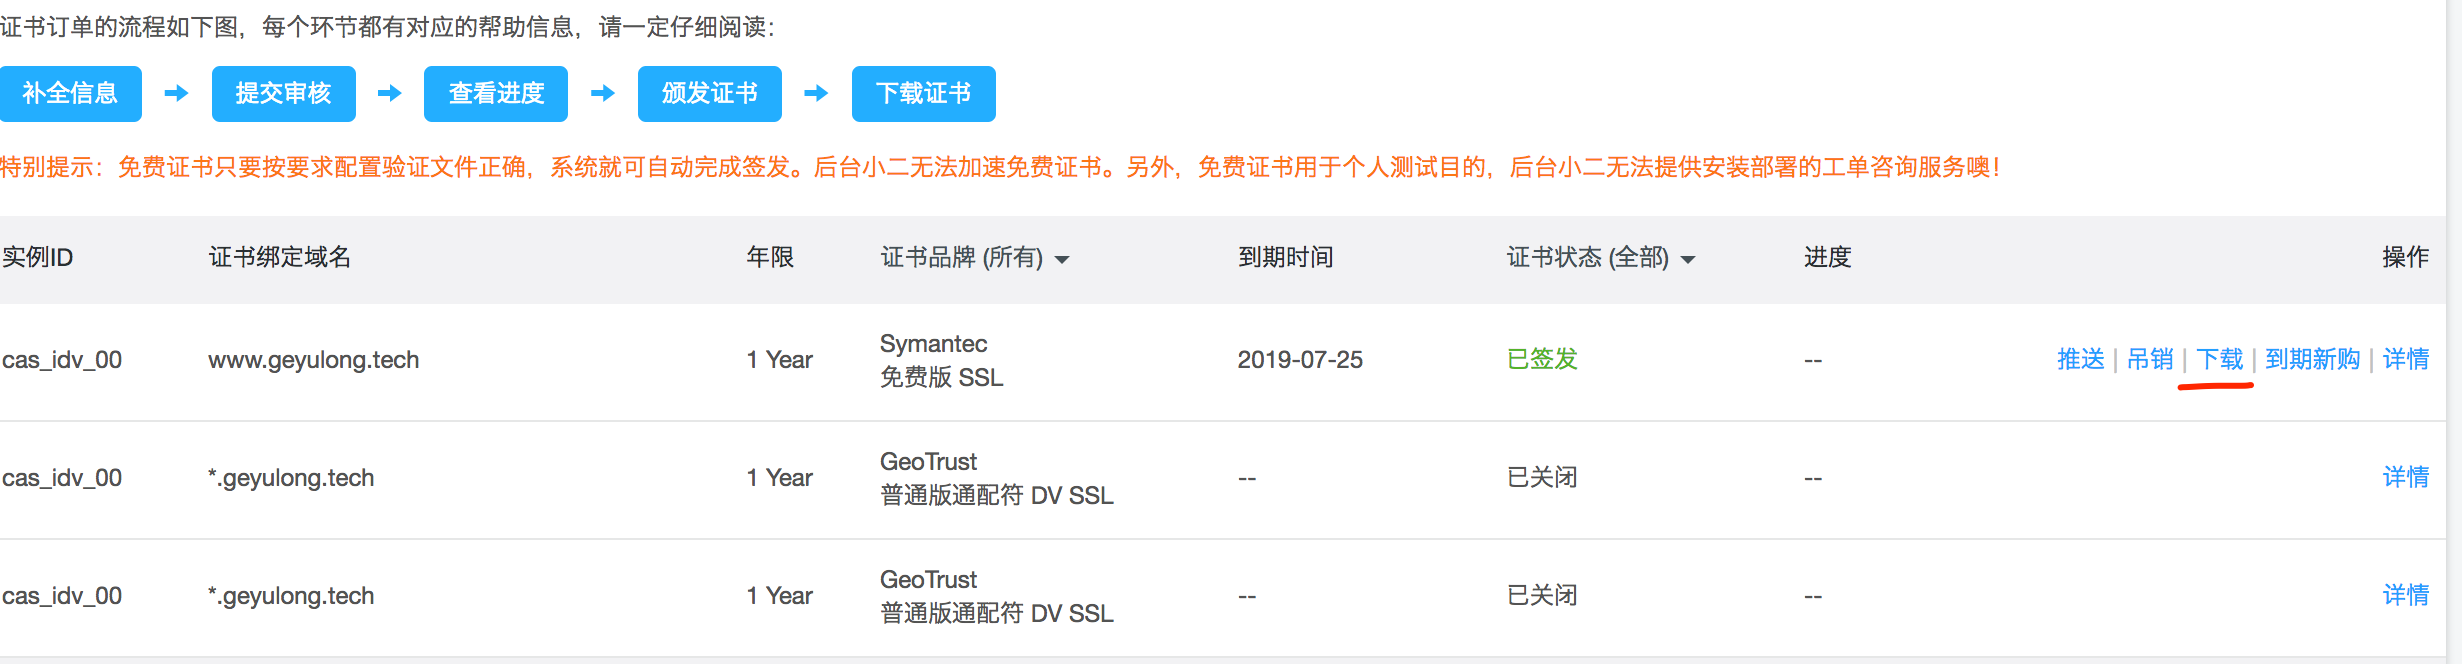 证书订单的流程如下图，每个环节都有对应的帮助信息，请一定仔细阅读：
补全信息 提交审核 查看进度 颁发证书 下载证书
特别提示：免费证书只要按要求配置验证文件正确，系统就可自动完成签发。后台小二无法加速免费证书。另外，免费证书用于个人测试目的，后台小二无法提供安装部署的工单咨询服务噢！
实例ID 证书绑定域名 年限 证书品牌 (所有) 到期时间 证书状态 (全部) 进度 操作
cas_idv_00 www.geyulong.tech 1 Year Symantec 2019-07-25 已签发 -- 推送 | 吊销 | 下载 | 到期新购 | 详情
免费版 SSL
cas_idv_00 *.geyulong.tech 1 Year GeoTrust -- 已关闭 -- 详情
普通版通配符 DV SSL
cas_idv_00 *.geyulong.tech 1 Year GeoTrust -- 已关闭 -- 详情
普通版通配符 DV SSL